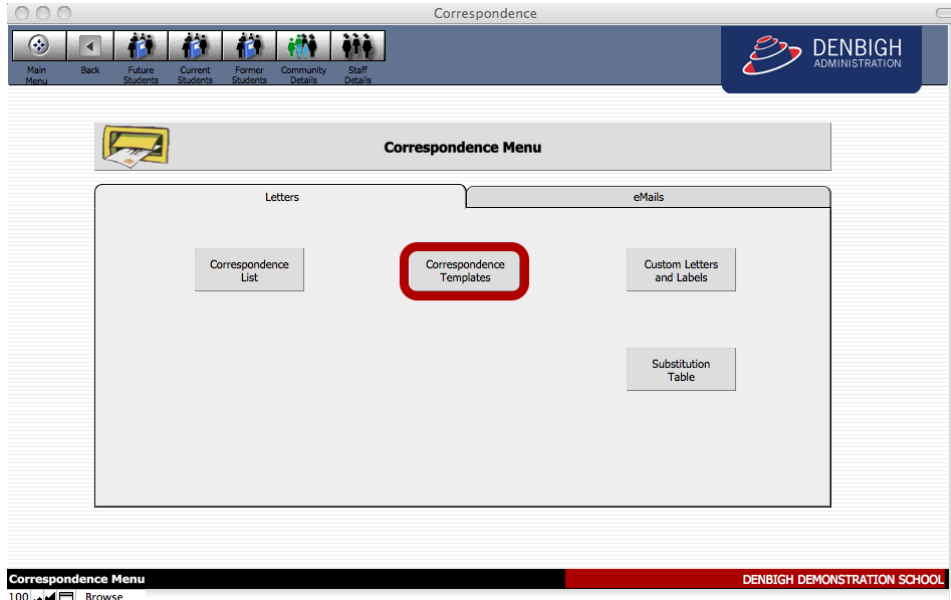 Correspondence
Main Menu
Back
Future Students
Current Students
Former Students
Community Details
Staff Details
DENBIGH
ADMINISTRATION
Correspondence Menu
Letters
eMails
Correspondence
List
Correspondence
Templates
Custom Letters
and Labels
Substitution
Table
Correspondence Menu
DENBIGH DEMONSTRATION SCHOOL
100
Browse